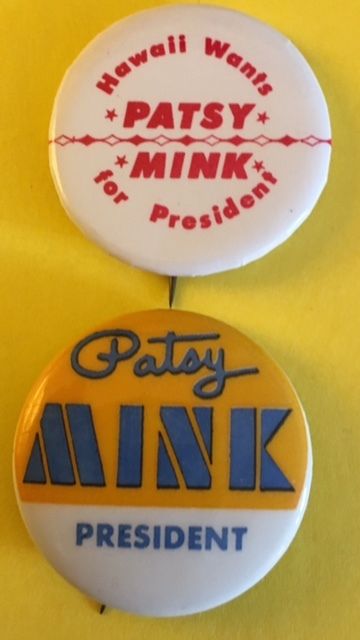 Hawaii Wants
PATSY
MINK
for President
Patsy
MINK
PRESIDENT